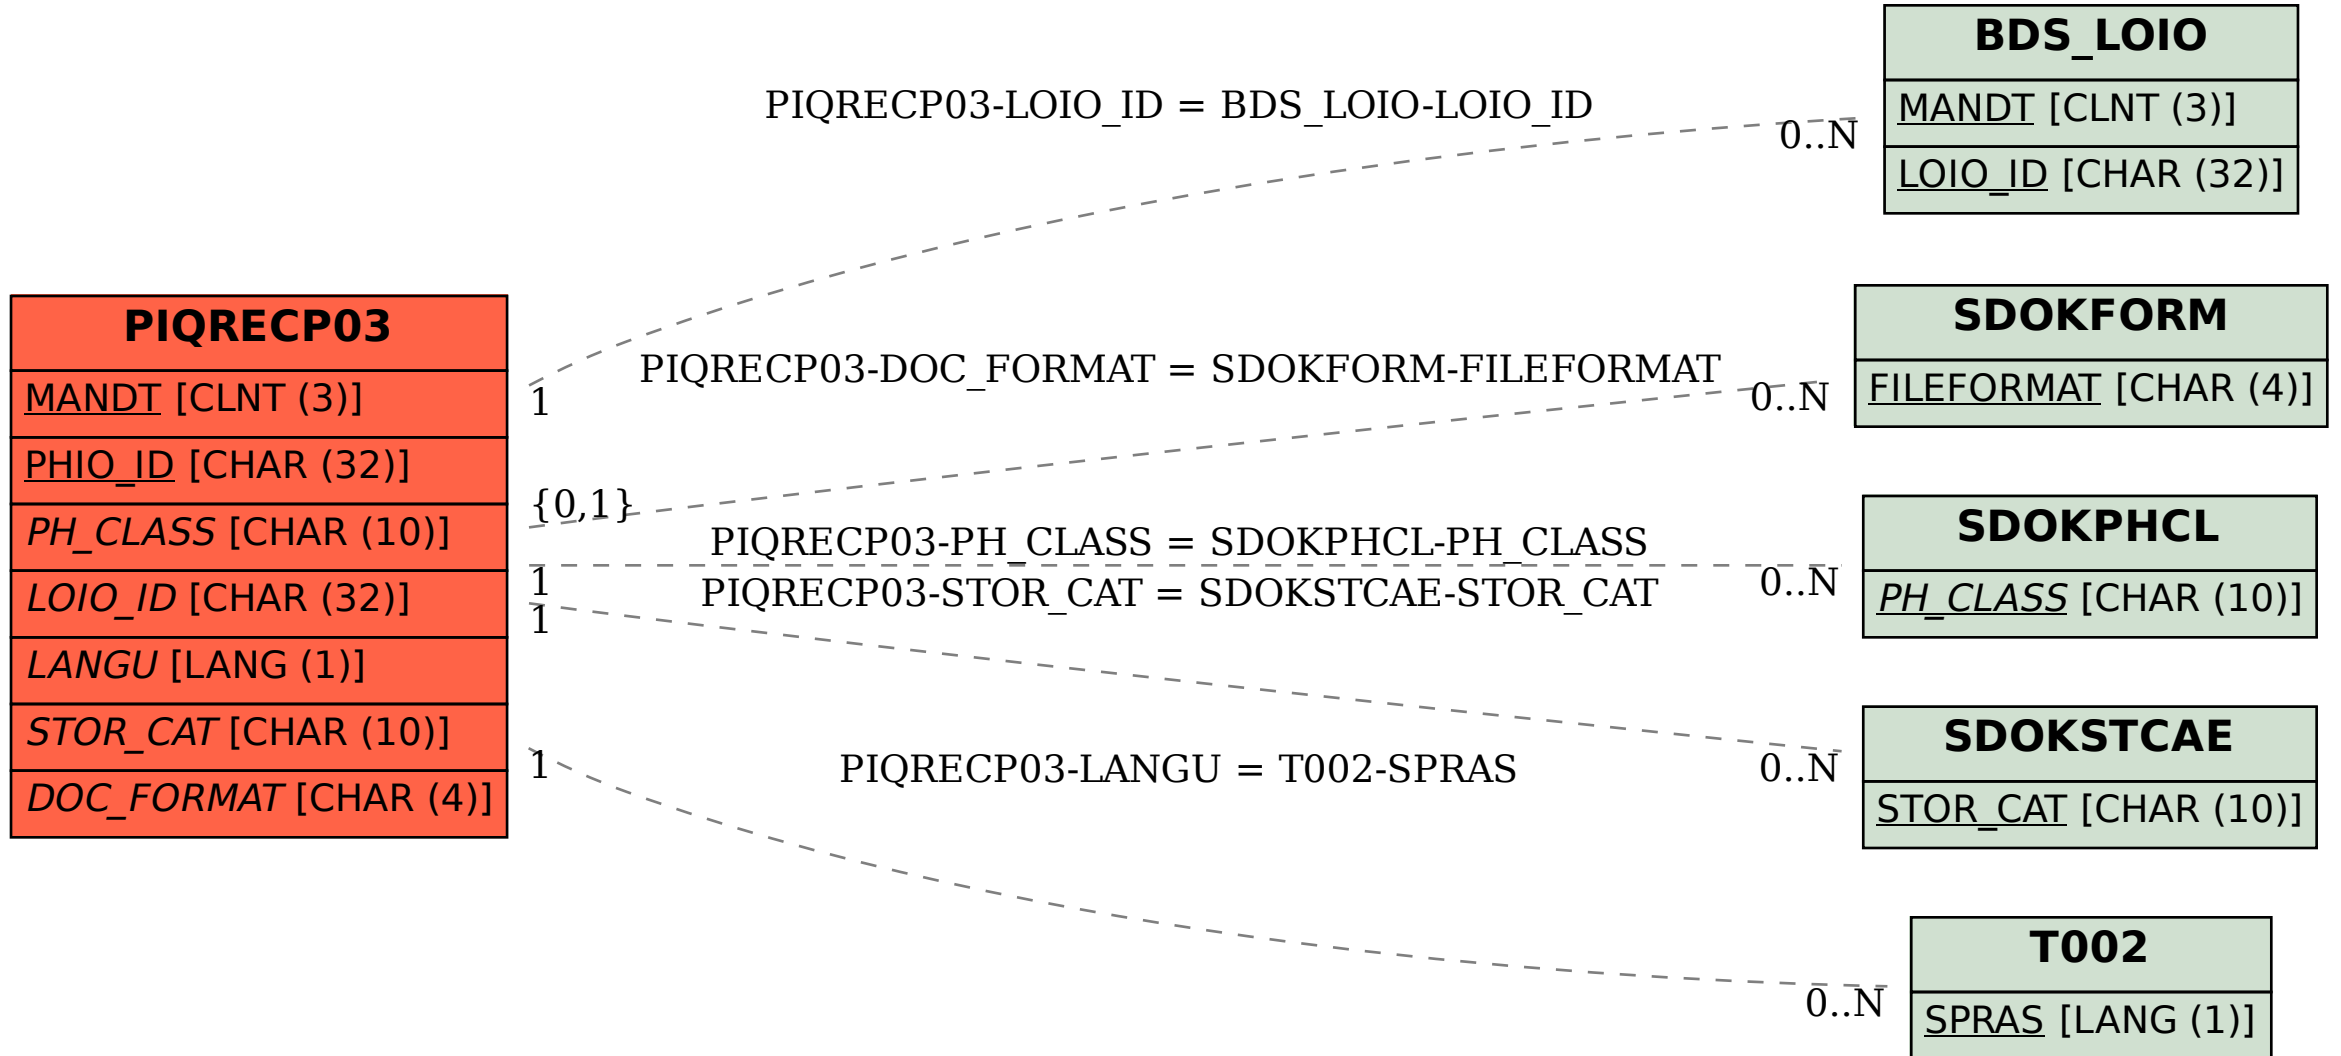 PIQRECP03
MANDT [CLNT (3)]
PHIO_ID [CHAR (32)]
PH_CLASS [CHAR (10)]
LOIO_ID [CHAR (32)]
LANGU [LANG (1)]
STOR_CAT [CHAR (10)]
DOC_FORMAT [CHAR (4)]
PIQRECP03-LOIO_ID = BDS_LOIO-LOIO_ID
0..N
1
PIQRECP03-DOC_FORMAT = SDOKFORM-FILEFORMAT
0..N
{0,1}
PIQRECP03-PH_CLASS = SDOKPHCL-PH_CLASS
0..N
1
PIQRECP03-STOR_CAT = SDOKSTCAE-STOR_CAT
0..N
1
PIQRECP03-LANGU = T002-SPRAS
0..N
1
BDS_LOIO
MANDT [CLNT (3)]
LOIO_ID [CHAR (32)]
SDOKFORM
FILEFORMAT [CHAR (4)]
SDOKPHCL
PH_CLASS [CHAR (10)]
SDOKSTCAE
STOR_CAT [CHAR (10)]
T002
SPRAS [LANG (1)]